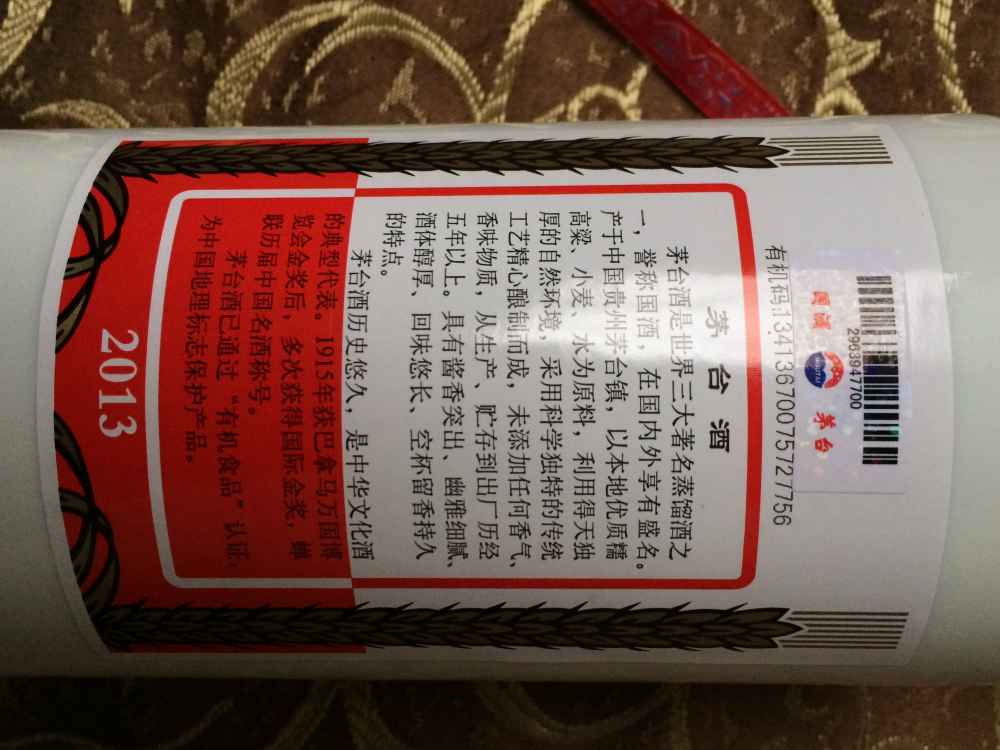 国酒茅台
MOUTAI
2963947700
有机码:13413670075727756
茅台酒
茅台酒是世界三大著名蒸馏酒之
一，誉称国酒，在国内外享有盛名。
产于中国贵州茅台镇，以本地优质糯
高粱、小麦、水为原料，利用得天独
厚的自然环境，采用科学独特的传统
工艺精心酿制而成，未添加任何香气、
香味物质，从生产、贮存到出厂历经
五年以上。具有酱香突出、幽雅细腻、
酒体醇厚、回味悠长、空杯留香持久
的特点。
茅台酒历史悠久，是中华文化酒
的典型代表。1915年获巴拿马万国博
览会金奖后，多次获得国际金奖，蝉
联历届中国名酒称号。
茅台酒已通过“有机食品”认证，
为中国地理标志保护产品。
2013